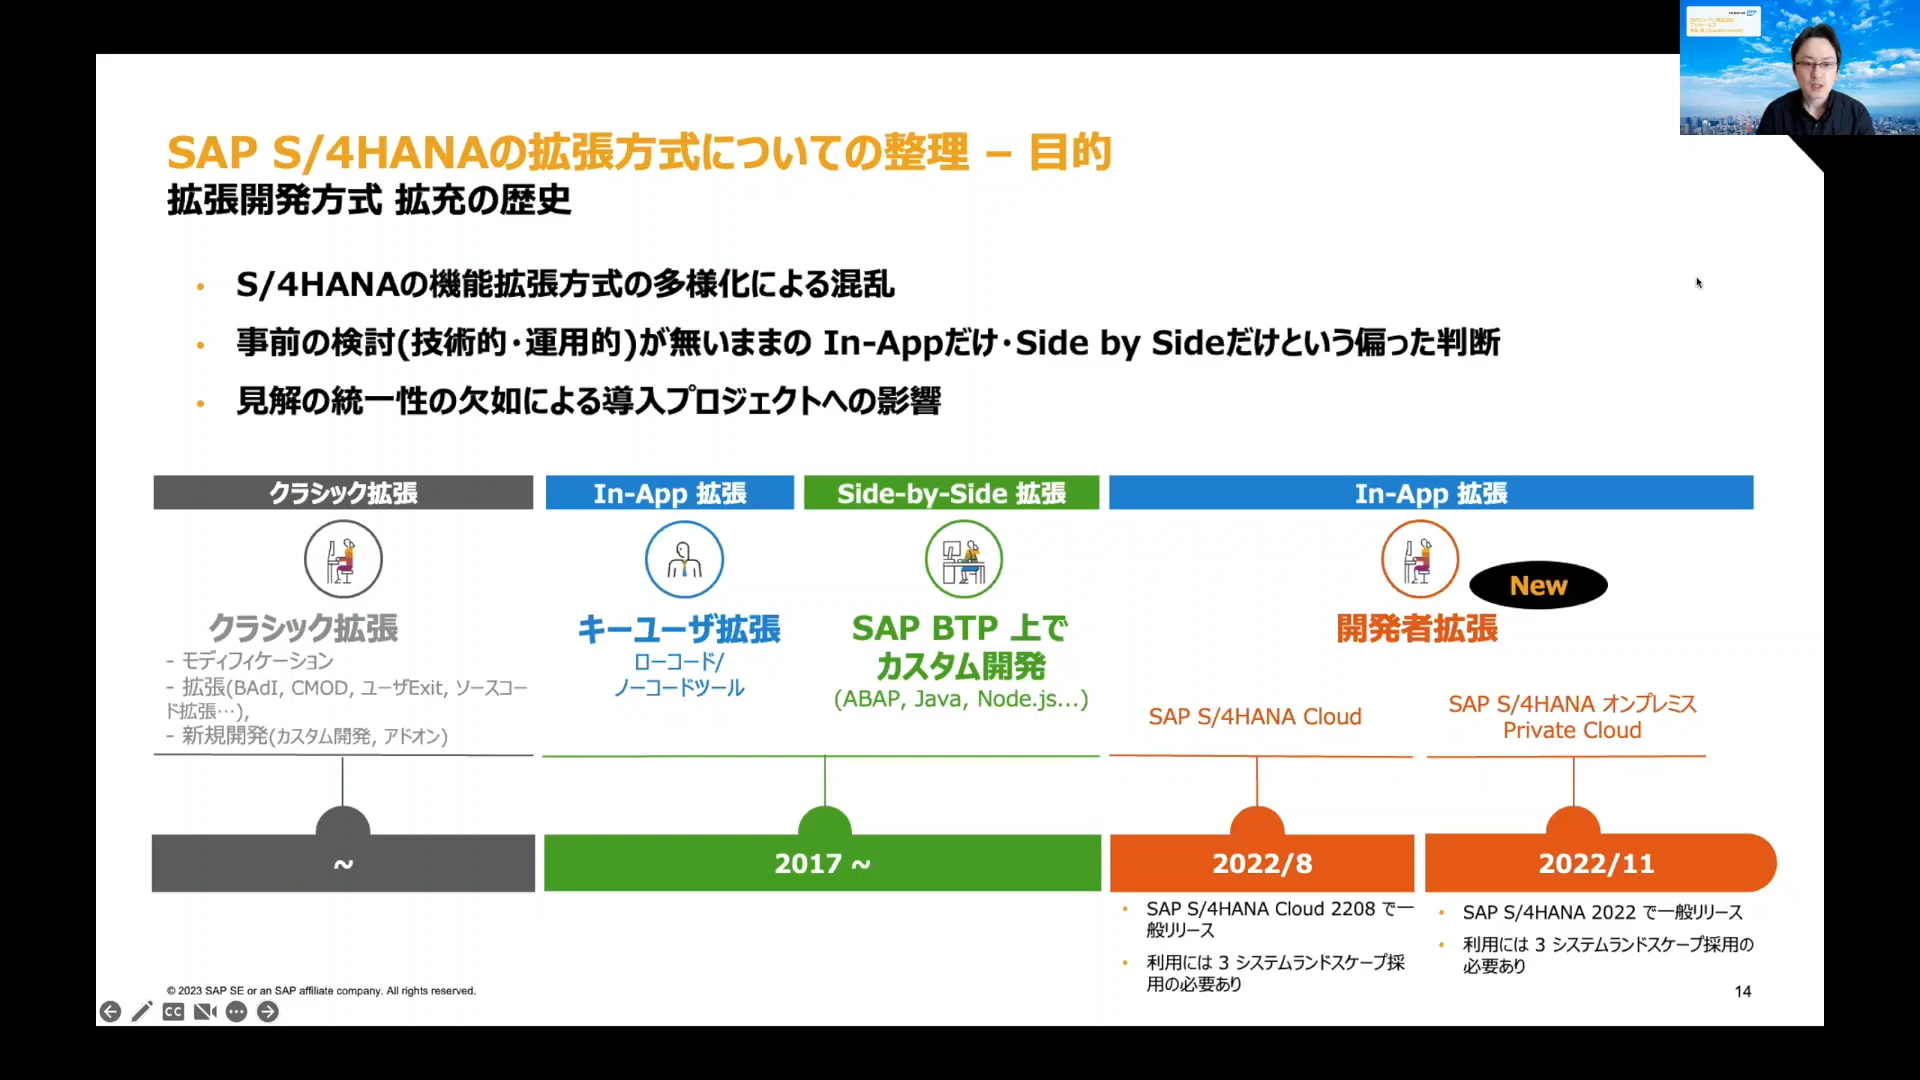 SAP S/4HANAの拡張方式についての整理 – 目的
拡張開発方式 拡充の歴史
• S/4HANAの機能拡張方式の多様化による混乱
• 事前の検討(技術的・運用的)が無いままの In-Appだけ・Side by Sideだけという偏った判断
• 見解の統一性の欠如による導入プロジェクトへの影響
クラシック拡張
In-App 拡張
Side-by-Side 拡張
In-App 拡張
クラシック拡張
- モディフィケーション
- 拡張(BAdI, CMOD, ユーザExit, ソースコー
ド拡張…),
- 新規開発(カスタム開発, アドオン)
キーユーザ拡張
ローコード/
ノーコードツール
SAP BTP 上で
カスタム開発
(ABAP, Java, Node.js...)
New
開発者拡張
SAP S/4HANA Cloud
SAP S/4HANA オンプレミス
Private Cloud
~
2017 ~
2022/8
2022/11
• SAP S/4HANA Cloud 2208 で一
般リリース
• 利用には 3 システムランドスケープ採
用の必要あり
• SAP S/4HANA 2022 で一般リリース
• 利用には 3 システムランドスケープ採用の
必要あり
© 2023 SAP SE or an SAP affiliate company. All rights reserved.
14
CC